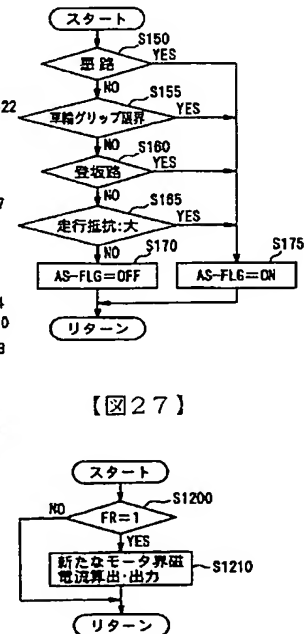 スタート
S150
悪路
YES
NO
S155
22
車輪グリップ限界
YES
NO
S160
登坂路
YES
7
NO
S165
走行抵抗:大
YES
NO
S170
S175
AS-FLG=OFF
AS-FLG=ON
4
0
リターン
3
【図27】
スタート
S1200
NO
FR=1
YES
新たなモータ界磁
電流算出・出力
S1210
リターン